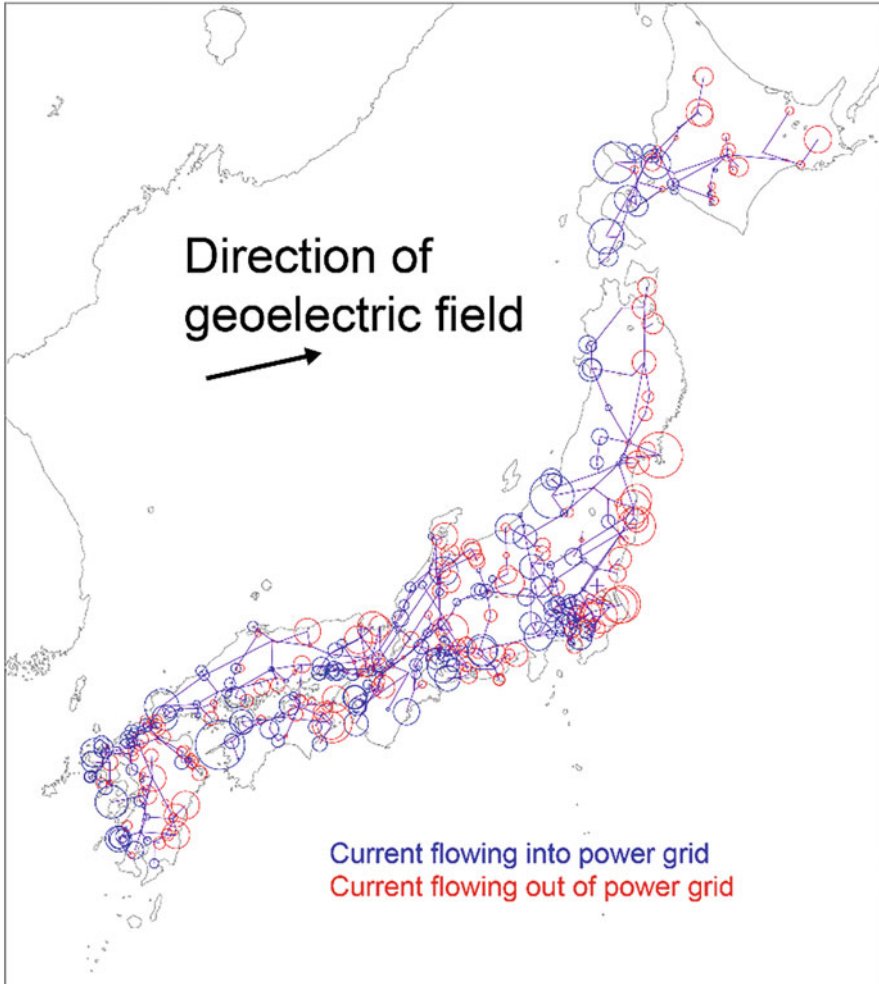 Direction of
geoelectric field
Current flowing into power grid
Current flowing out of power grid